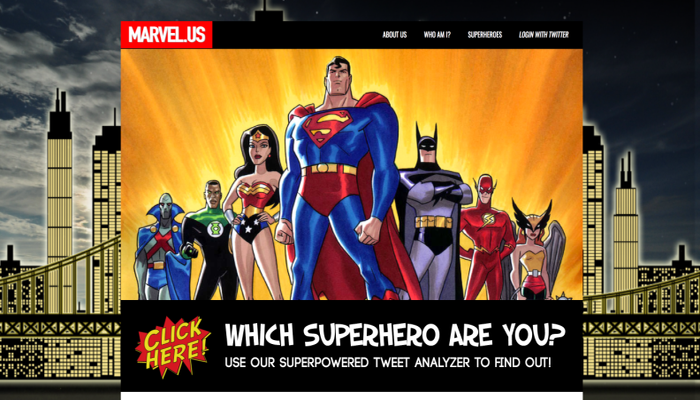 MARVEL.US
ABOUT US
WHO AM I?
SUPERHEROES
LOGIN WITH TWITTER
S
CLICK
HERE!
WHICH SUPERHERO ARE YOU?
USE OUR SUPERPOWERED TWEET ANALYZER TO FIND OUT!